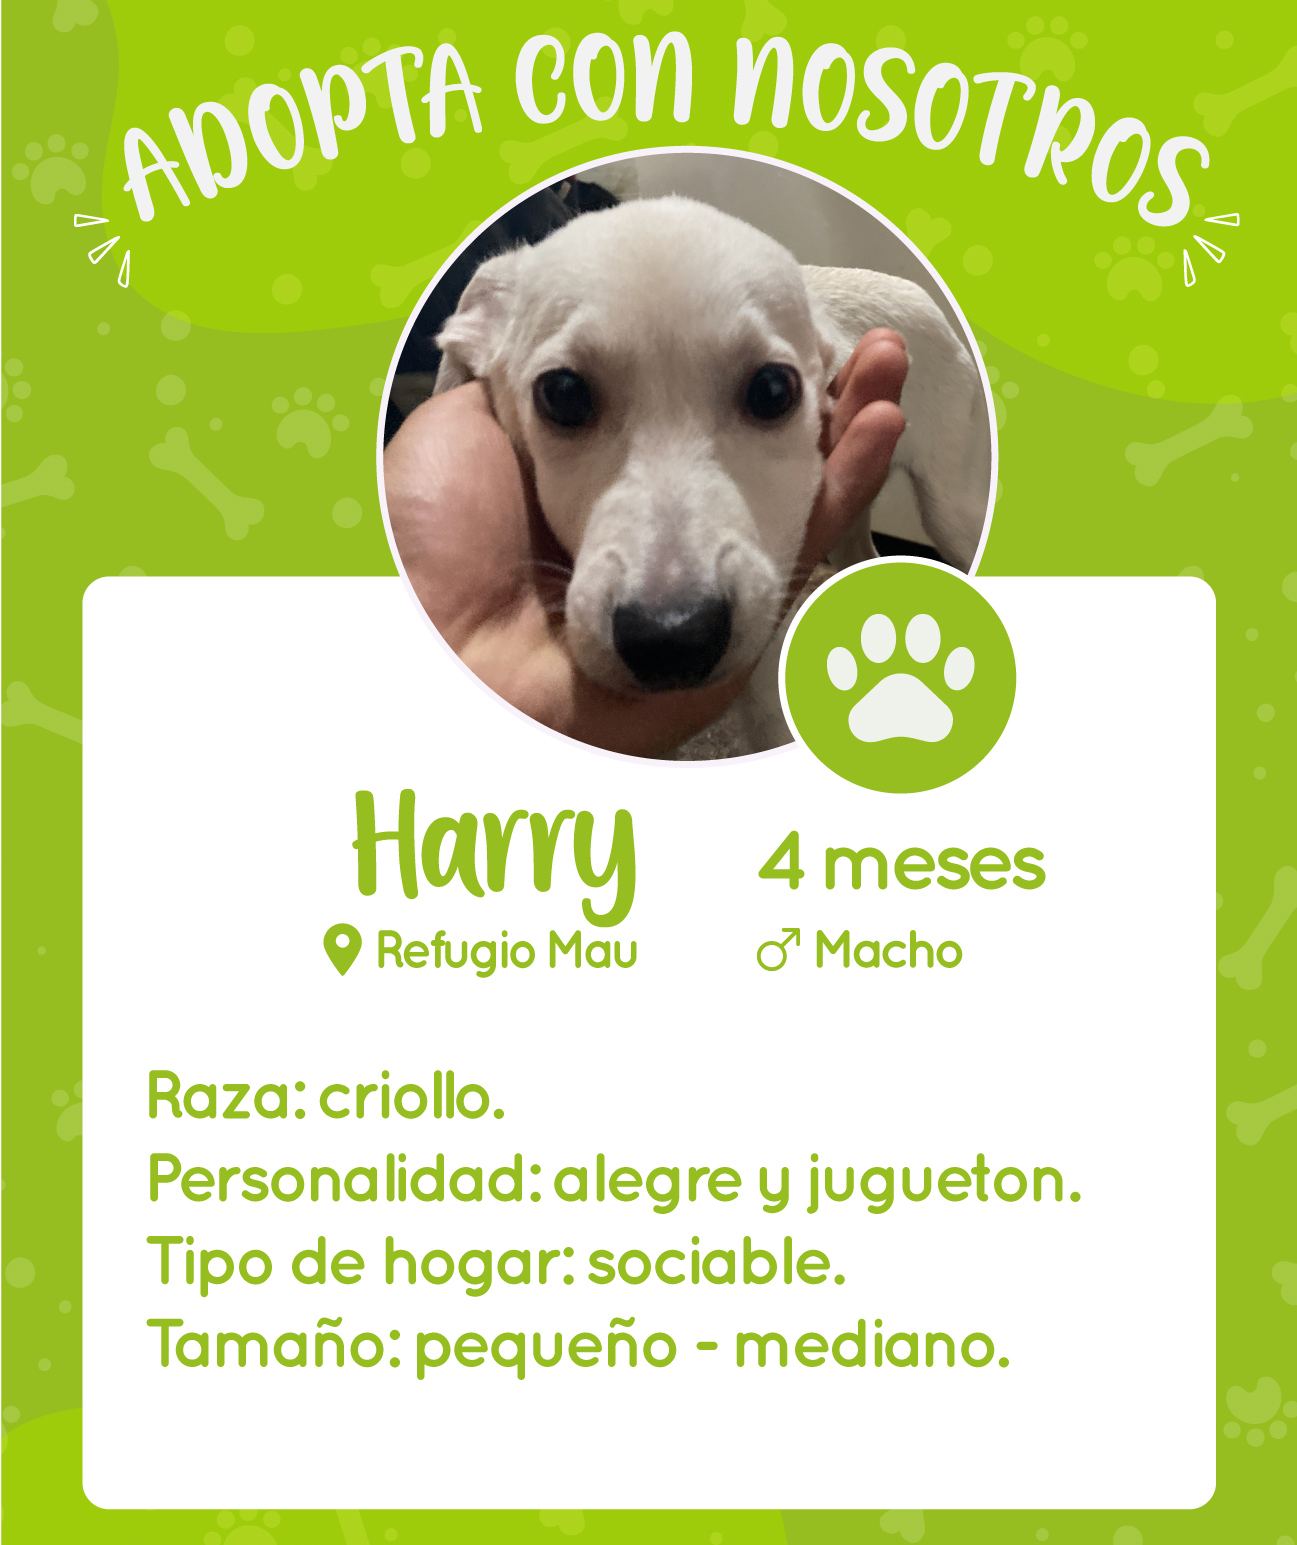 ADOPTA CON NOSOTROS
Harry
4 meses
Refugio Mau
Macho
Raza: criollo.
Personalidad: alegre y jugueton.
Tipo de hogar: sociable.
Tamaño: pequeño - mediano.